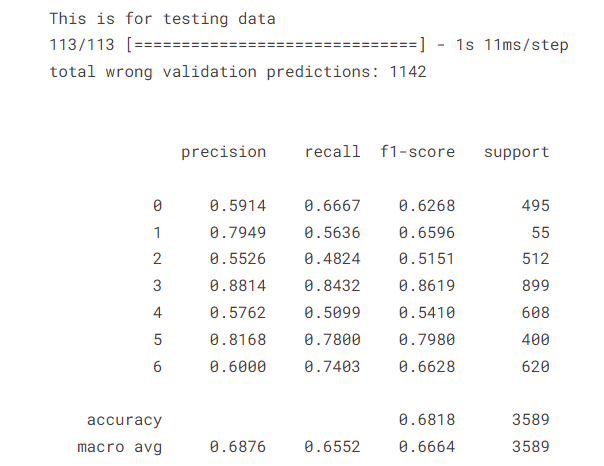 This is for testing data
113/113 [==============================] - 1s 11ms/step
total wrong validation predictions: 1142
precision recall f1-score support
0 0.5914 0.6667 0.6268 495
1 0.7949 0.5636 0.6596 55
2 0.5526 0.4824 0.5151 512
3 0.8814 0.8432 0.8619 899
4 0.5762 0.5099 0.5410 608
5 0.8168 0.7800 0.7980 400
6 0.6000 0.7403 0.6628 620
accuracy 0.6818 3589
macro avg 0.6876 0.6552 0.6664 3589